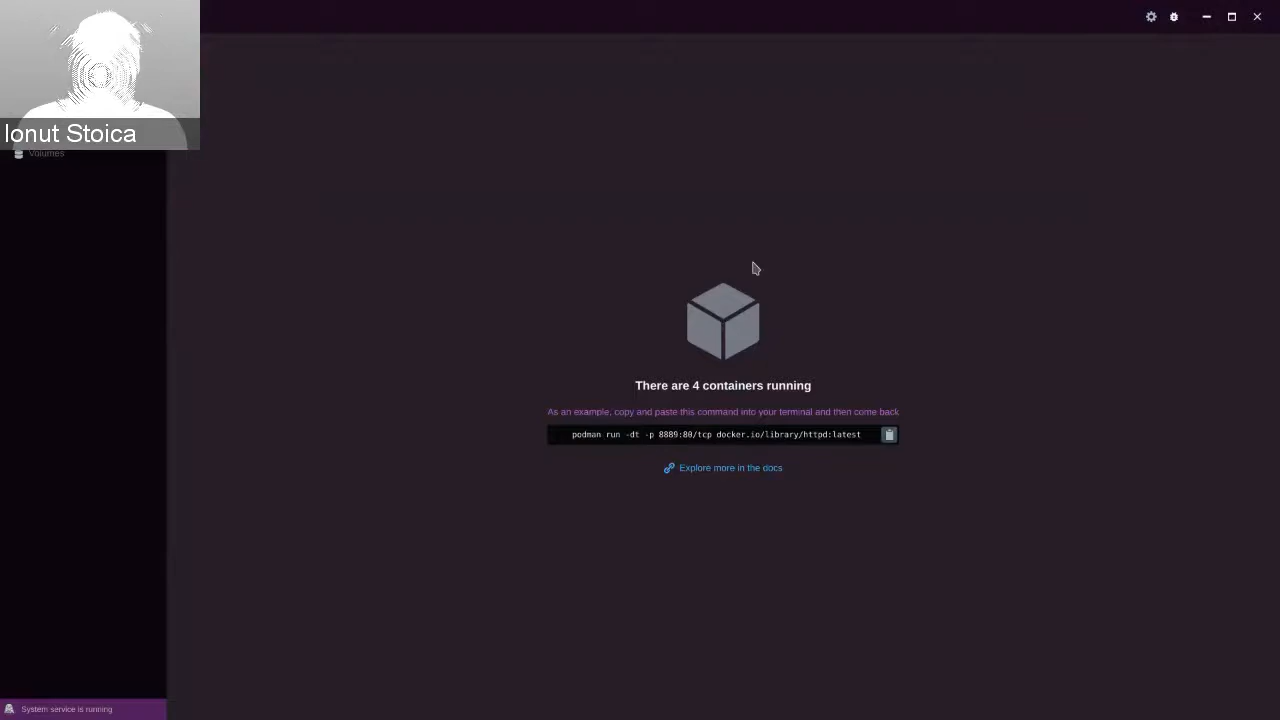 Ionut Stoica
Volumes
There are 4 containers running
As an example, copy and paste this command into your terminal and then come back
podman run -dt -p 8889:80/tcp docker.io/library/httpd:latest
Explore more in the docs
System service is running